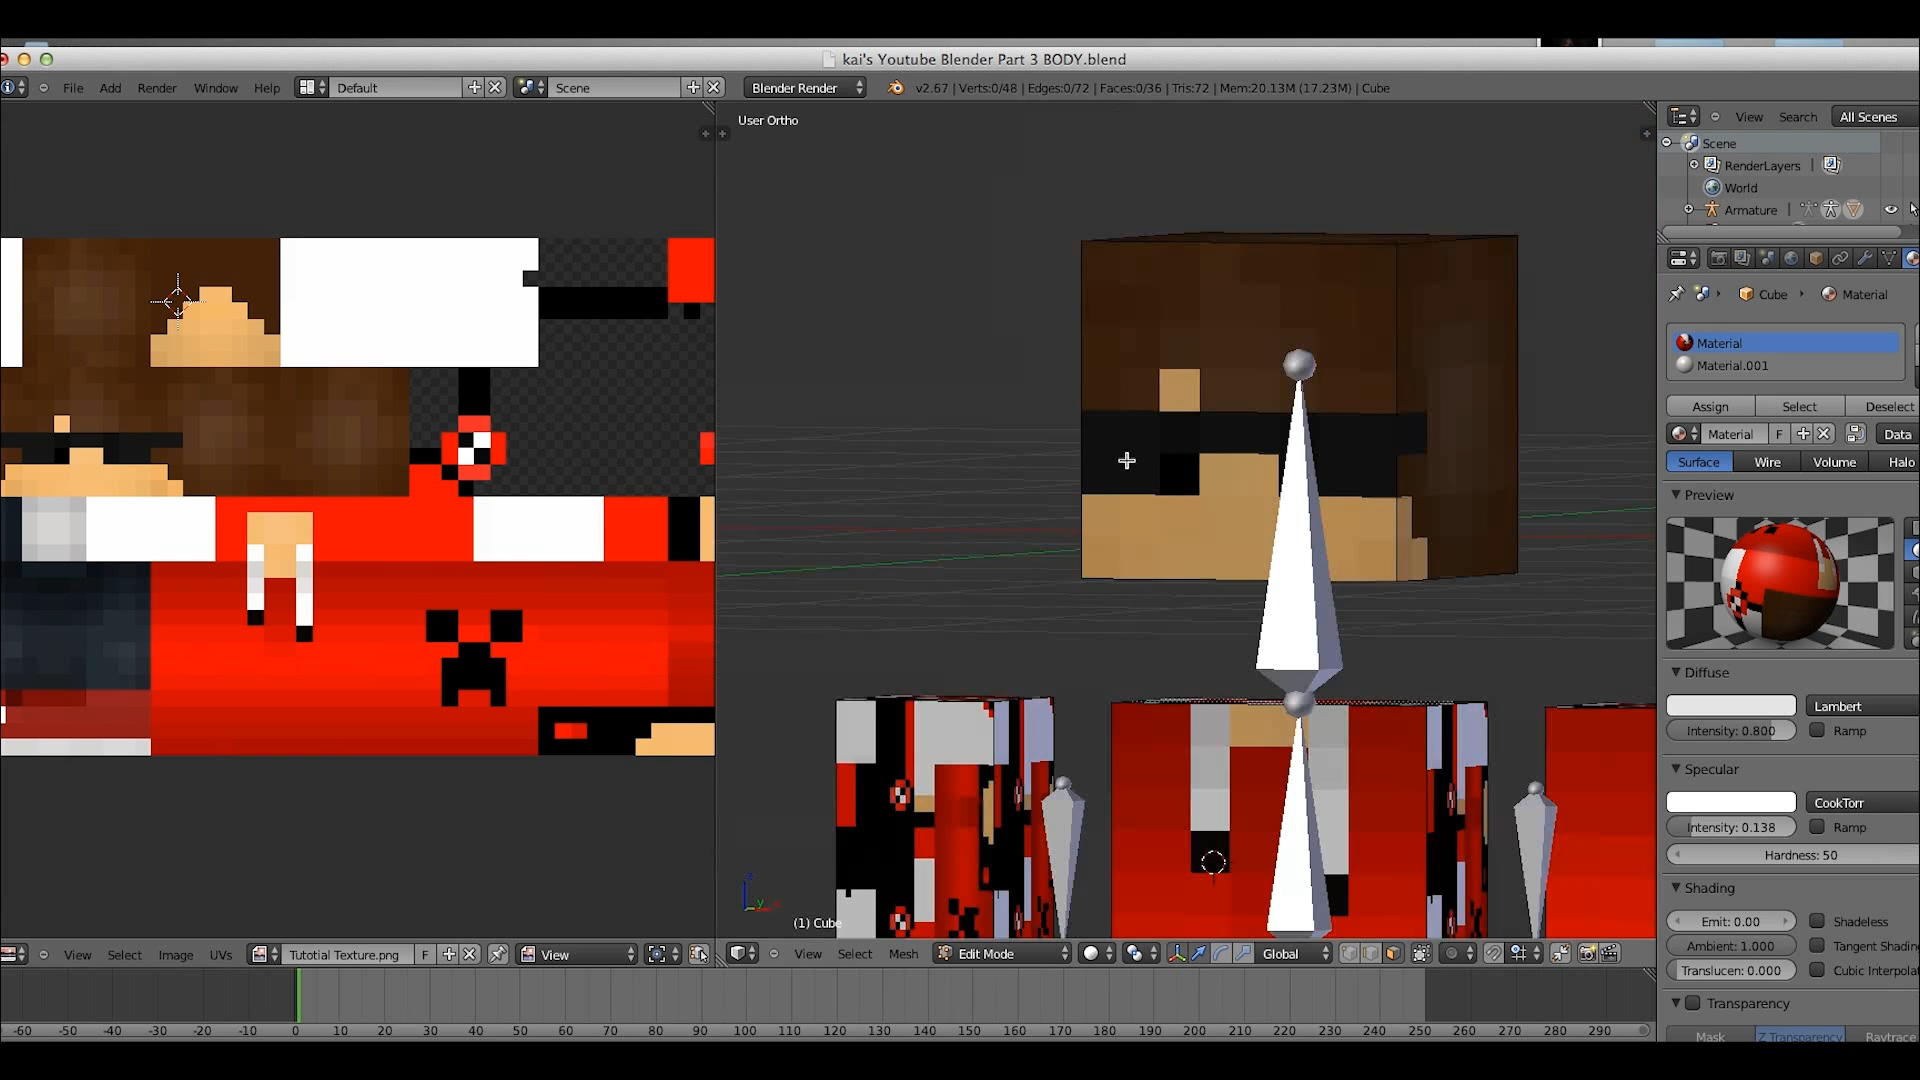 kai's Youtube Blender Part 3 BODY.blend
File Add Render Window Help Default Scene Blender Render v2.67 | Verts:0/48 | Edges:0/72 | Faces:0/36 | Tris:72 | Mem:20.13M (17.23M) | Cube
User Ortho
View Search All Scenes
Scene
RenderLayers
World
Armature
Cube Material
Material
Material.001
Assign Select Deselect
Material F Data
Surface Wire Volume Halo
Preview
Diffuse
Lambert
Intensity: 0.800 Ramp
Specular
CookTorr
Intensity: 0.138 Ramp
Hardness: 50
Shading
Emit: 0.00 Shadeless
Ambient: 1.000 Tangent Shading
Translucen: 0.000 Cubic Interpola
Transparency
Mask Z Transparency Raytrace
(1) Cube
View Select Image UVs Tutotial Texture.png F View
View Select Mesh Edit Mode Global
-60 -50 -40 -30 -20 -10 0 10 20 30 40 50 60 70 80 90 100 110 120 130 140 150 160 170 180 190 200 210 220 230 240 250 260 270 280 290